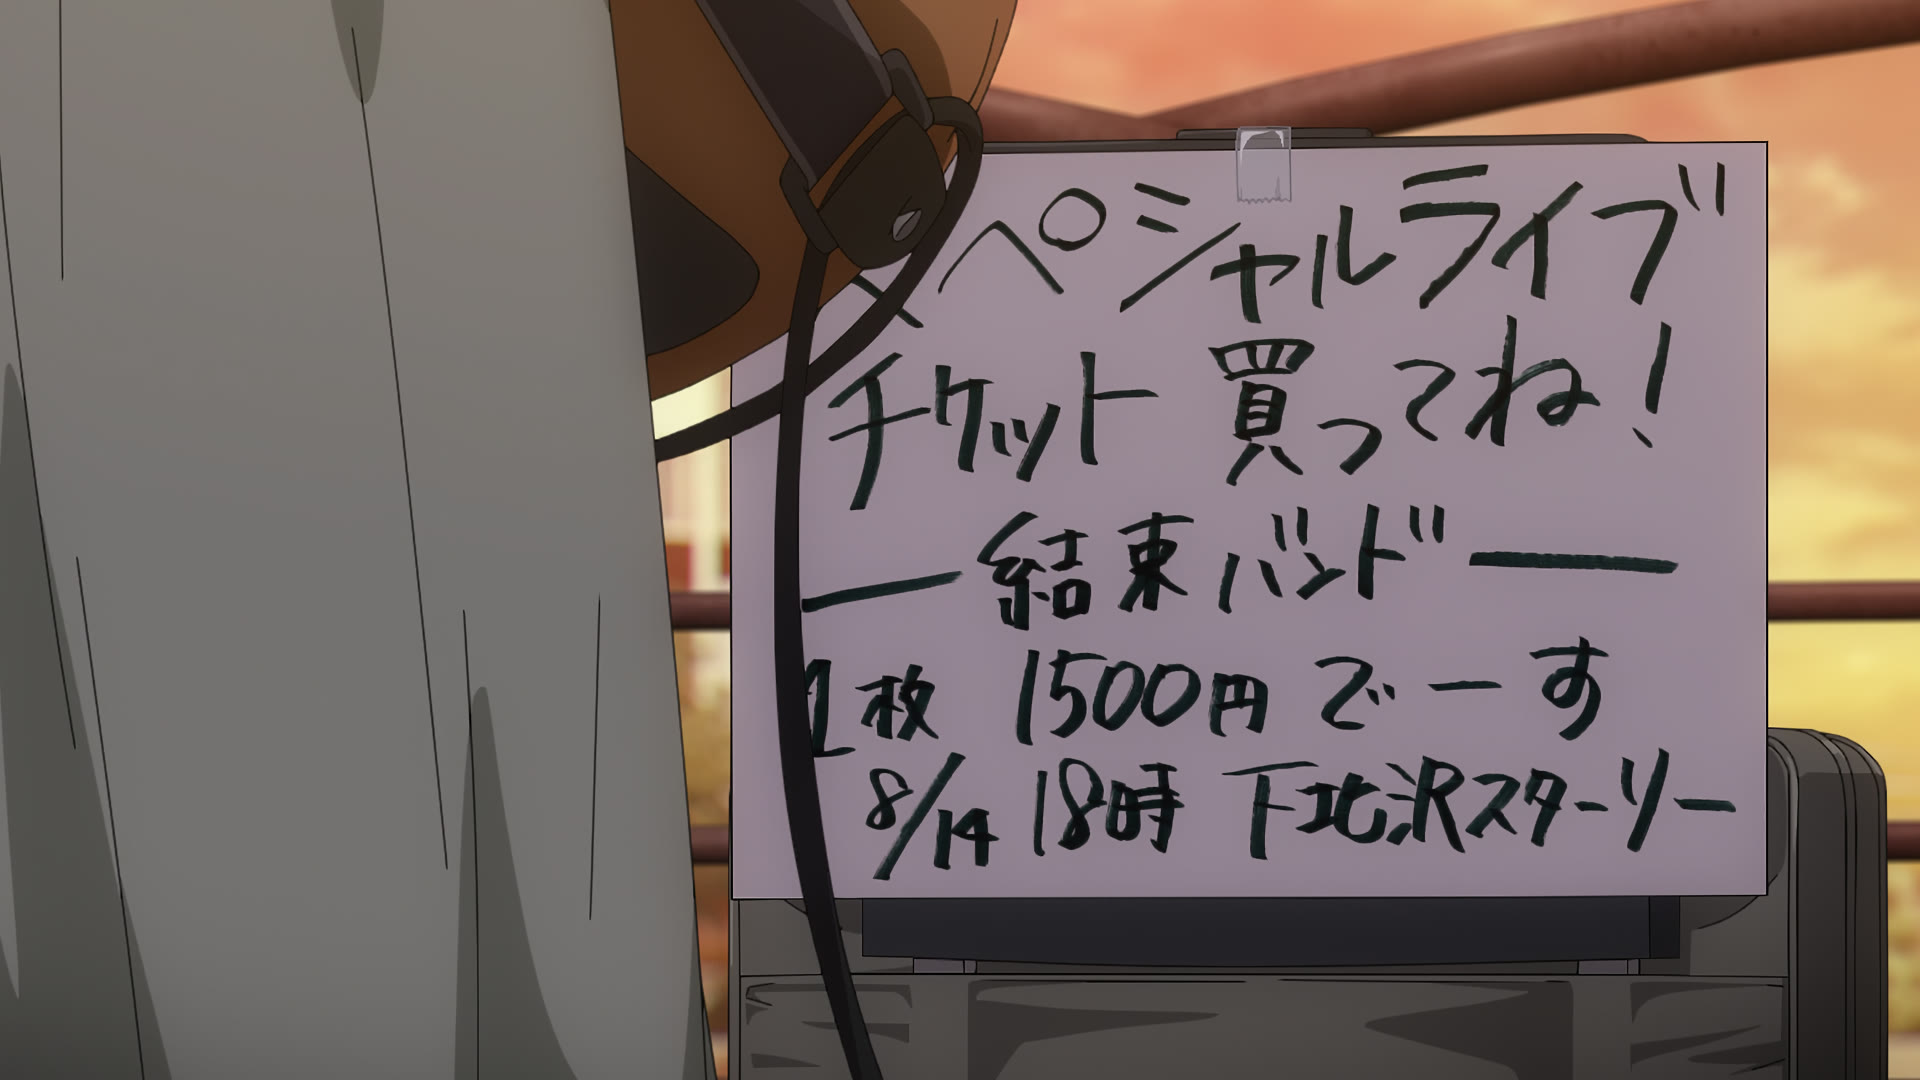 スペシャルライブ
チケット 買ってね!
― 結束バンド ―
1枚 1500円 でーす
8/14 18時 下北沢スターリー